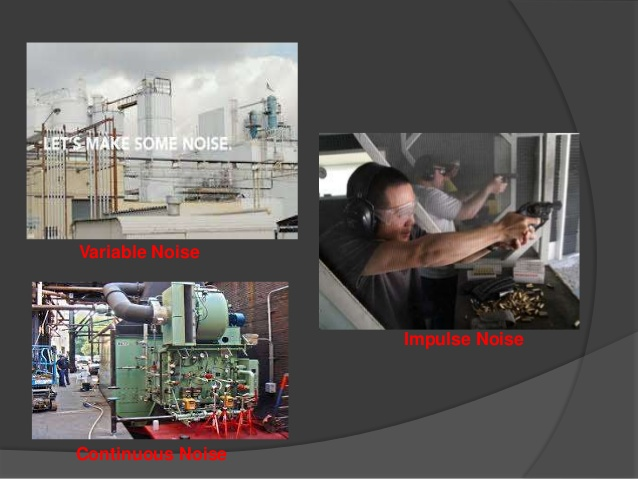 LET'S MAKE SOME NOISE.
Variable Noise
Impulse Noise
Continuous Noise